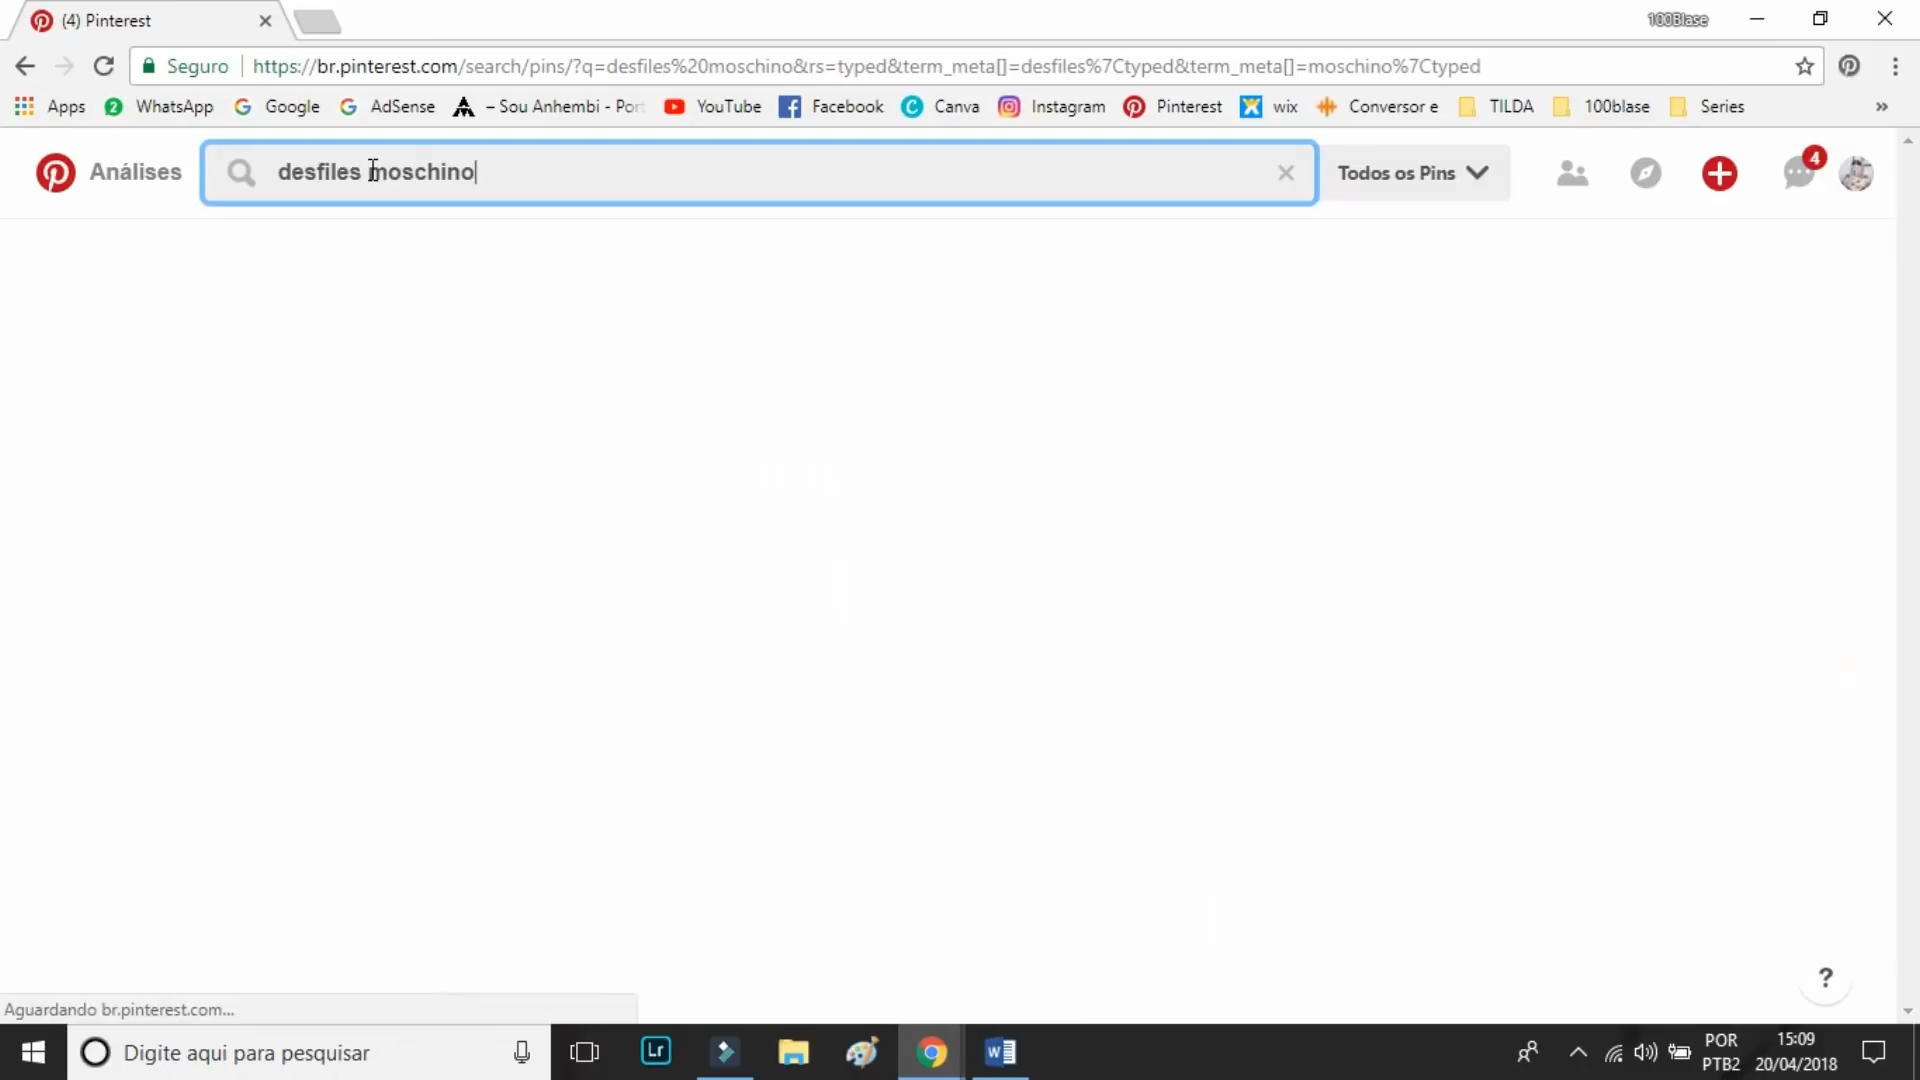 (4) Pinterest
100Blase
Seguro
https://br.pinterest.com/search/pins/?q=desfiles%20moschino&rs=typed&term_meta[]=desfiles%7Ctyped&term_meta[]=moschino%7Ctyped
Apps 2 WhatsApp Google AdSense – Sou Anhembi - Port YouTube Facebook Canva Instagram Pinterest wix Conversor e TILDA 100blase Series »
Análises desfiles moschino Todos os Pins 4
?
Aguardando br.pinterest.com...
Digite aqui para pesquisar Lr POR 15:09
PTB2 20/04/2018